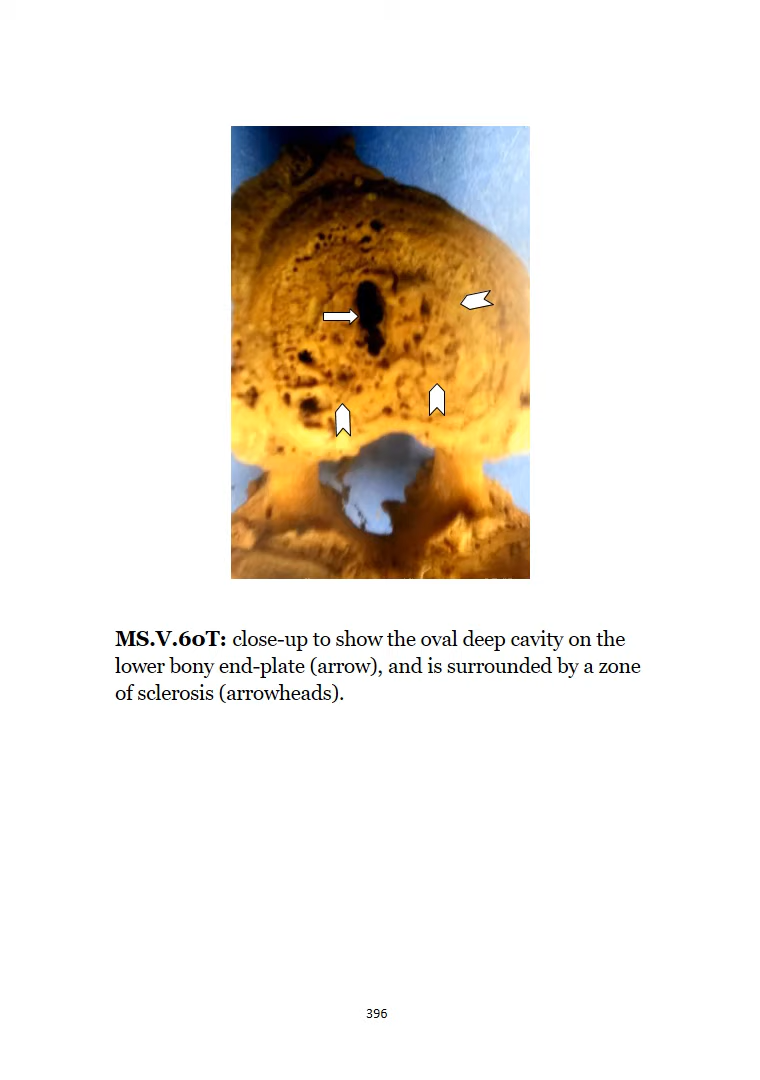 MS.V.60T: close-up to show the oval deep cavity on the
lower bony end-plate (arrow), and is surrounded by a zone
of sclerosis (arrowheads).
396